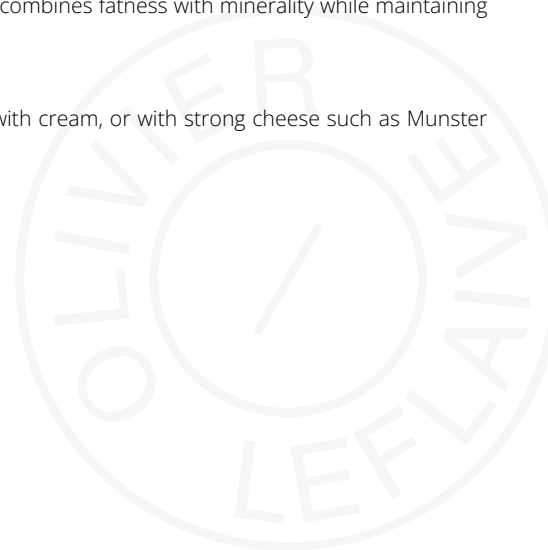 combines fatness with minerality while maintaining
with cream, or with strong cheese such as Munster
OLIVIER LEFLAIVE